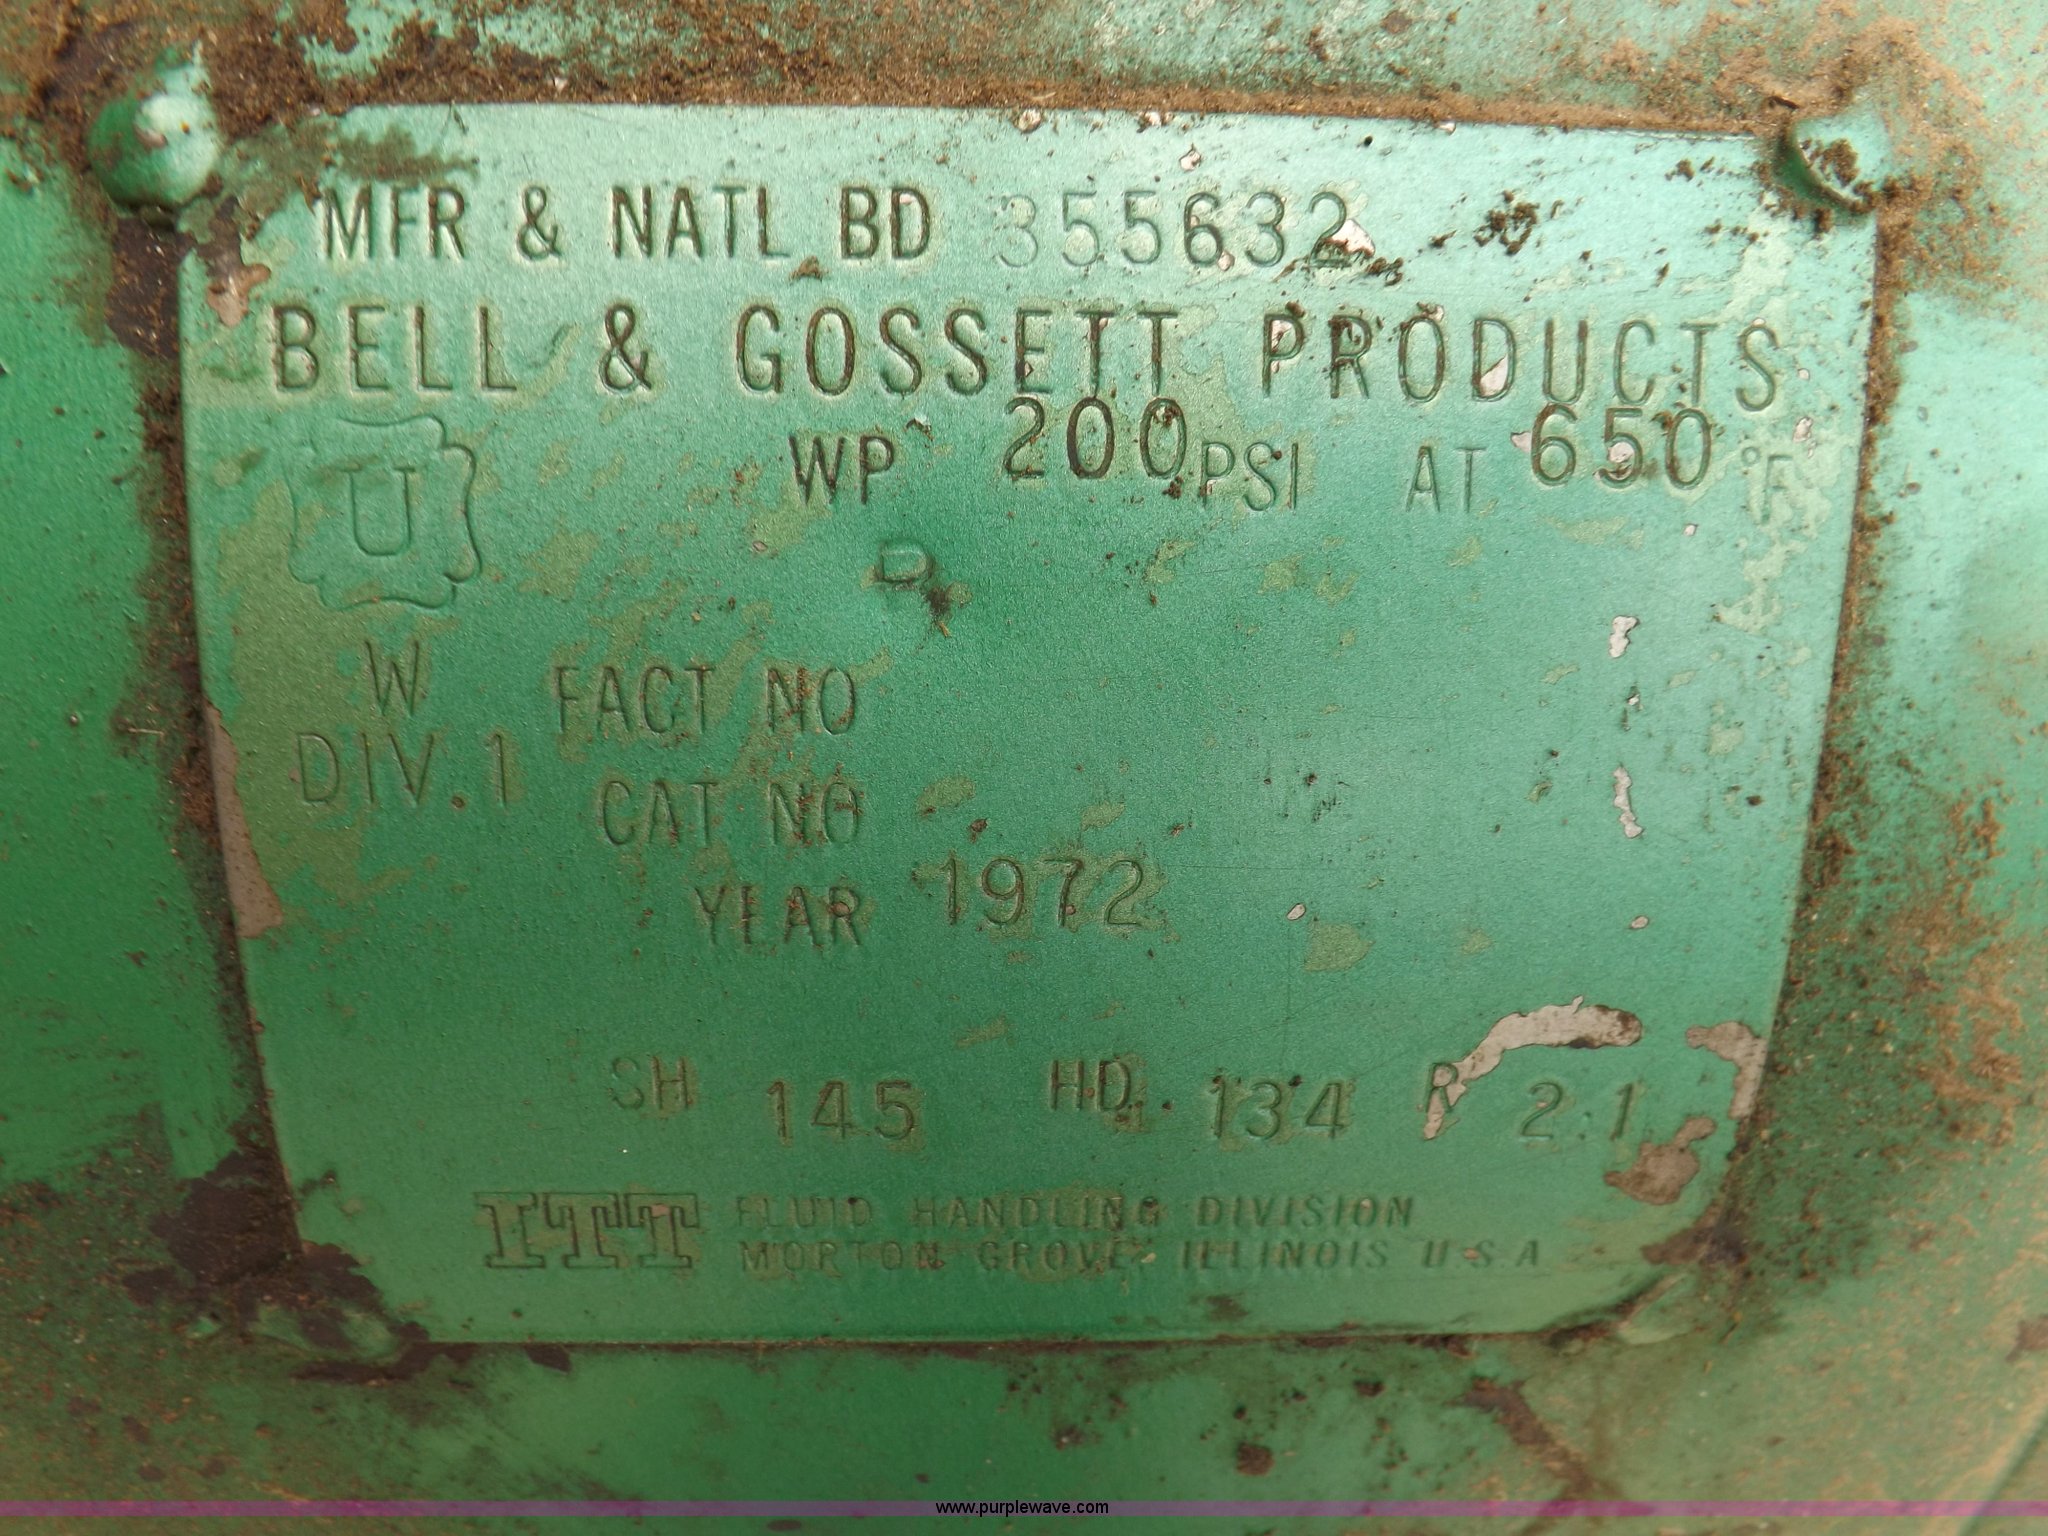 MFR & NATL BD 355632
BELL & GOSSETT PRODUCTS
U
WP 200 PSI AT 650 °F
D
W
DIV. 1
FACT NO
CAT NO
YEAR 1972
SH 145 HD. 134 R 2.1
ITT FLUID HANDLING DIVISION
MORTON GROVE, ILLINOIS U.S.A
www.purplewave.com